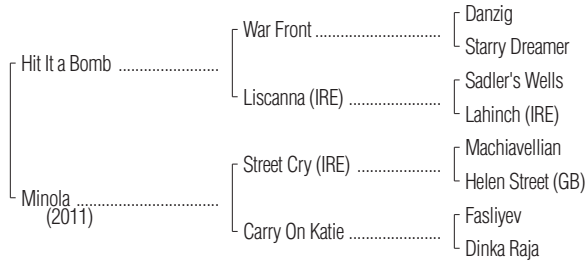 Danzig
War Front ..................
Starry Dreamer
Hit It a Bomb ........................
Sadler's Wells
Liscanna (IRE) .....................
Lahinch (IRE)
Machiavellian
Street Cry (IRE) ...................
Helen Street (GB)
Minola ..................................
(2011)
Fasliyev
Carry On Katie ....................
Dinka Raja